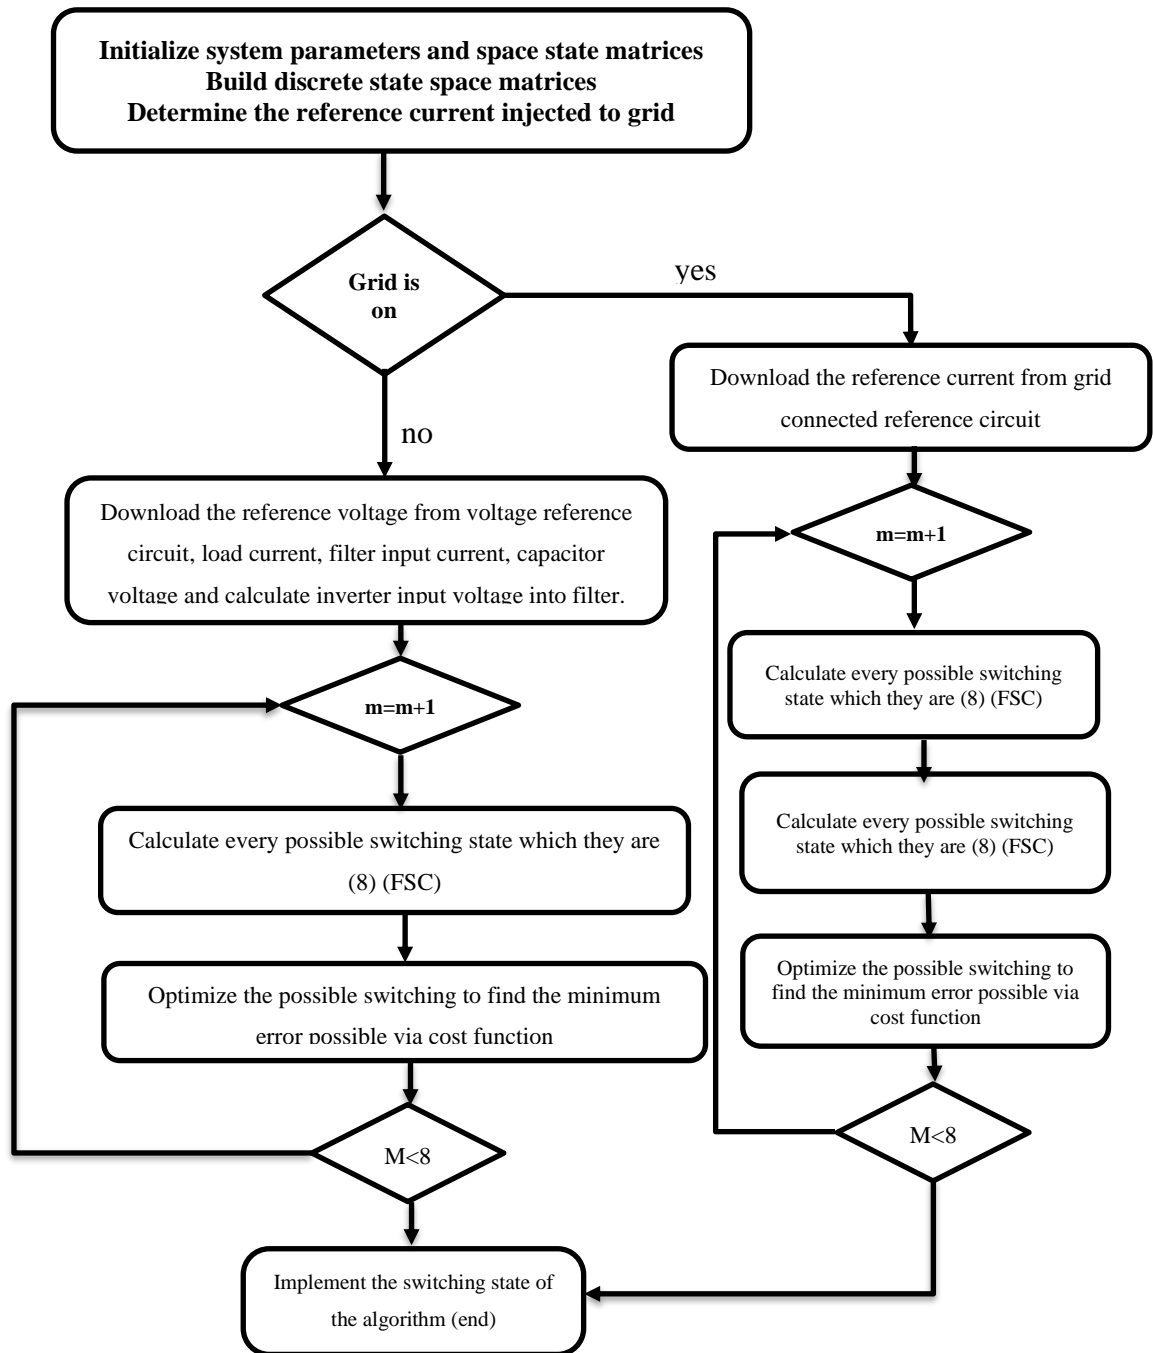 Initialize system parameters and space state matrices
Build discrete state space matrices
Determine the reference current injected to grid
Grid is
on
yes
no
Download the reference current from grid
connected reference circuit
m=m+1
Calculate every possible switching
state which they are (8) (FSC)
Calculate every possible switching
state which they are (8) (FSC)
Optimize the possible switching to
find the minimum error possible via
cost function
M<8
Download the reference voltage from voltage reference
circuit, load current, filter input current, capacitor
voltage and calculate inverter input voltage into filter.
m=m+1
Calculate every possible switching state which they are
(8) (FSC)
Optimize the possible switching to find the minimum
error possible via cost function
M<8
Implement the switching state of
the algorithm (end)